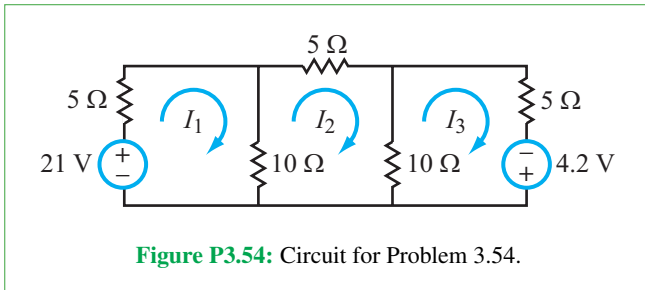 5 Ω
5 Ω
I1
I2
I3
5 Ω
21 V
+
−
10 Ω
10 Ω
−
+
4.2 V
Figure P3.54: Circuit for Problem 3.54.